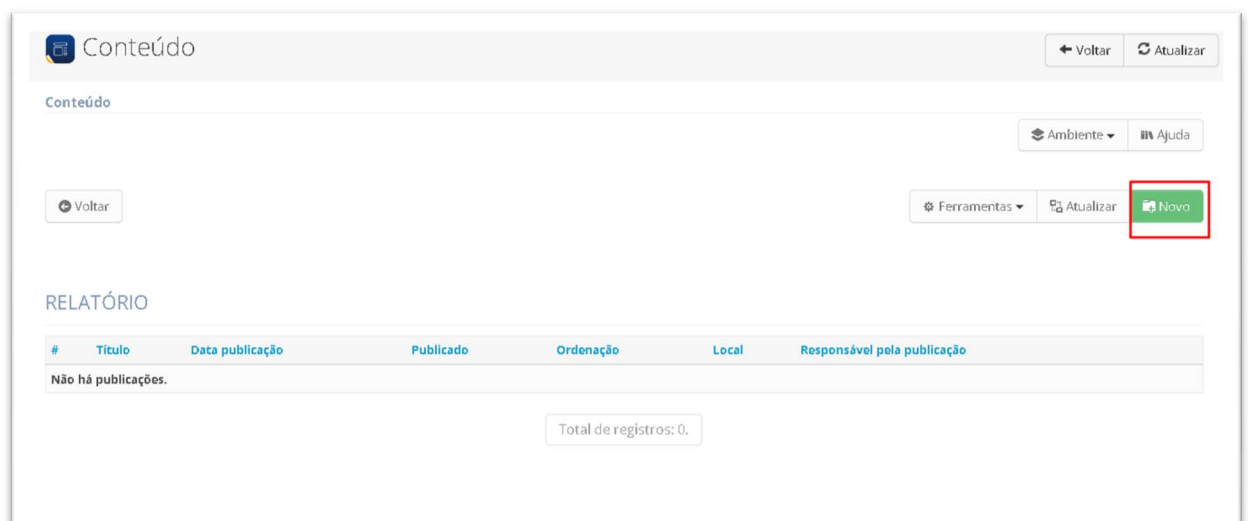 Conteúdo
Voltar Atualizar
Conteúdo
Ambiente Ajuda
Voltar Ferramentas Atualizar Novo
RELATÓRIO
# Título Data publicação Publicado Ordenação Local Responsável pela publicação
Não há publicações.
Total de registros: 0.